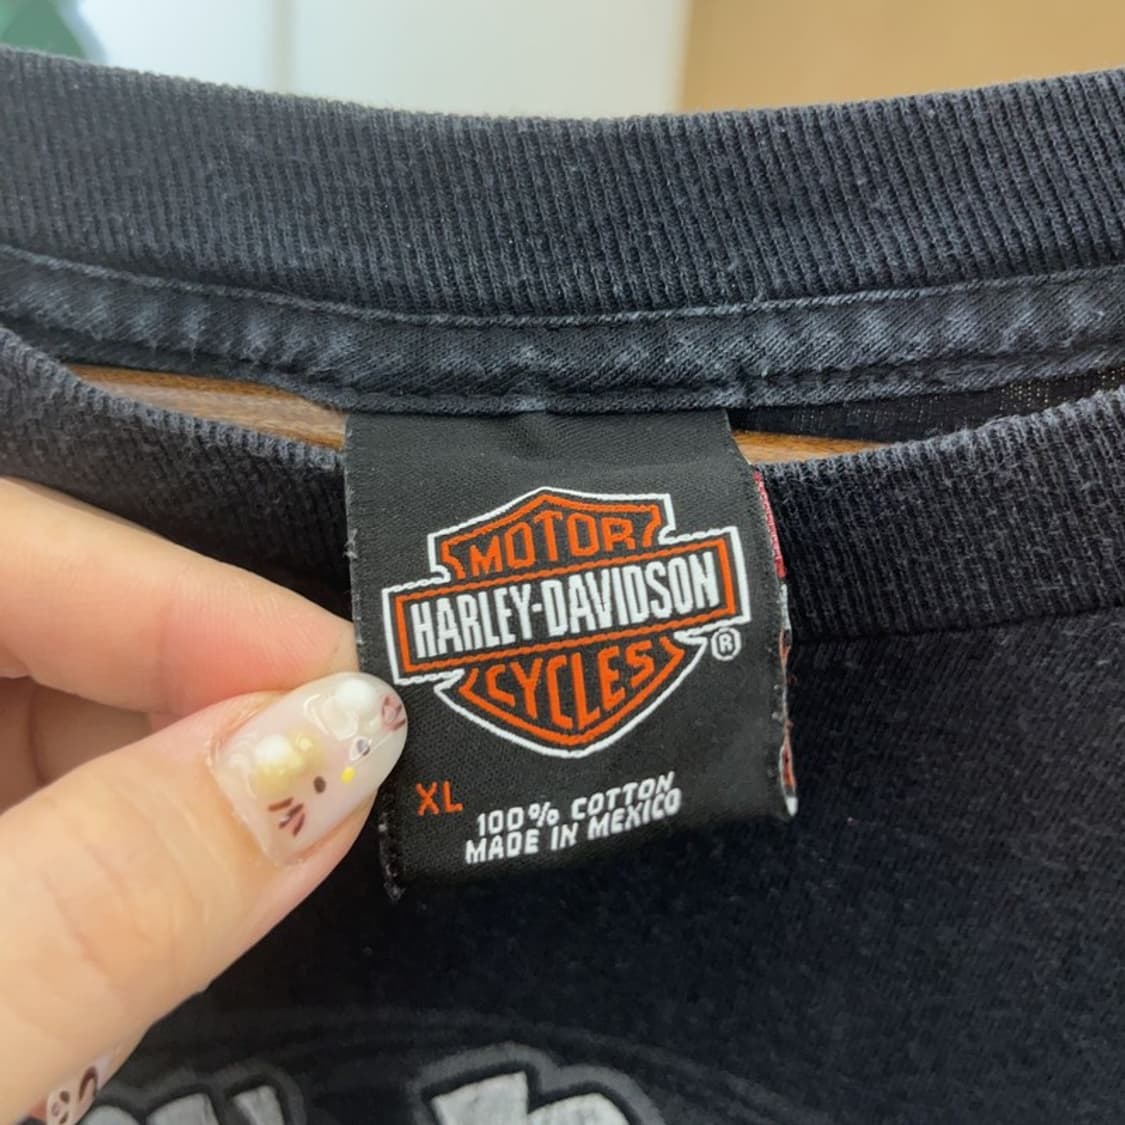 MOTOR
HARLEY-DAVIDSON
®
CYCLES
XL
100% COTTON
MADE IN MEXICO